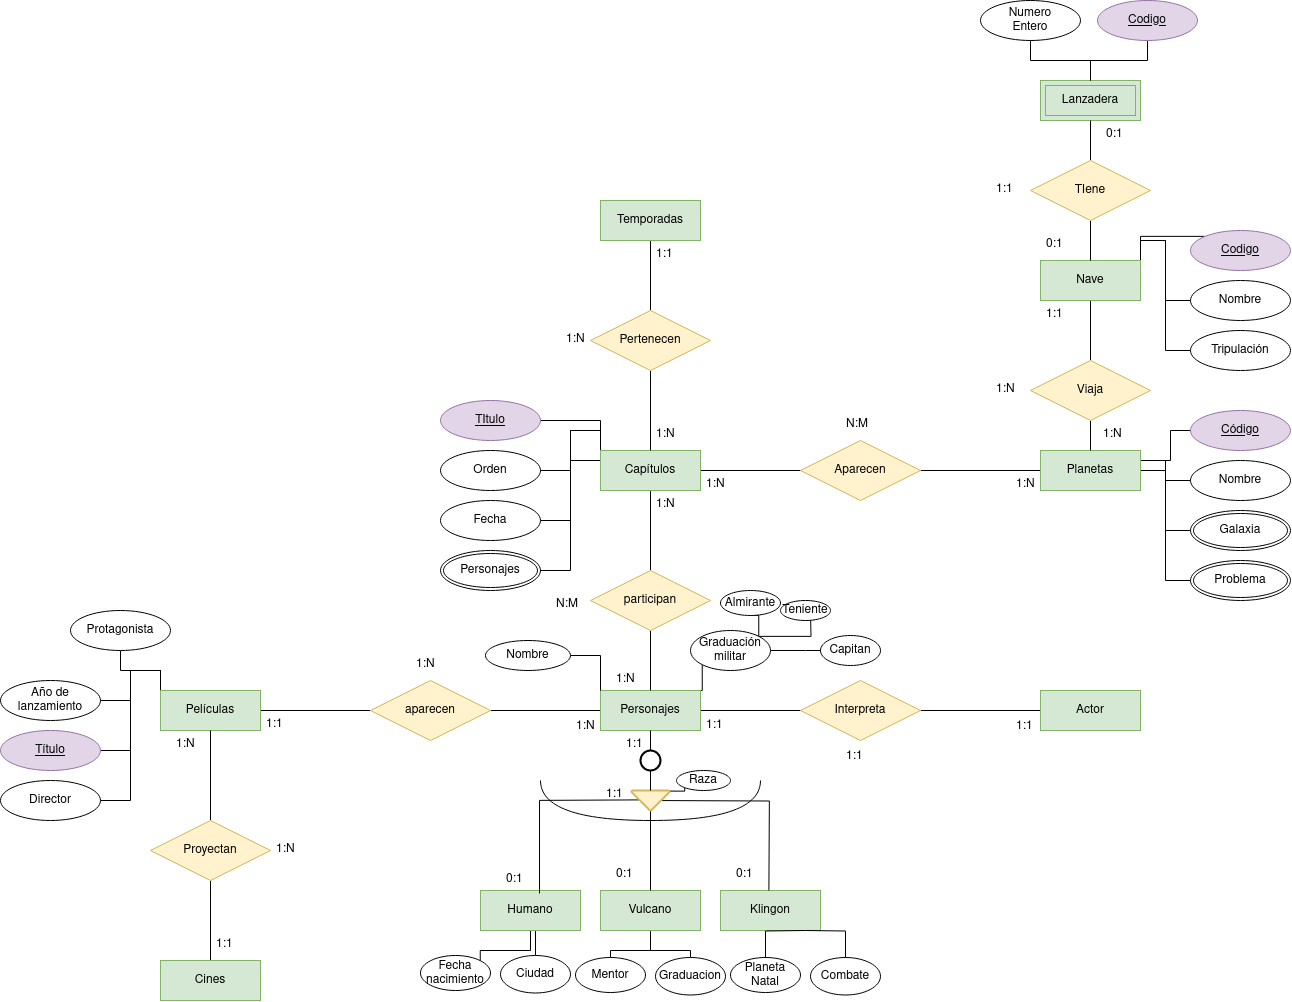 Numero
Entero
Codigo
Lanzadera
0:1
TIene
1:1
0:1
Nave
1:1
Codigo
Nombre
Tripulación
Viaja
1:N
1:N
Temporadas
1:1
Pertenecen
1:N
1:N
TItulo
Orden
Fecha
Personajes
Capítulos
1:N
1:N
N:M
Aparecen
1:N
Planetas
Código
Nombre
Galaxia
Problema
participan
N:M
1:N
Almirante
Teniente
Graduación
militar
Capitan
Nombre
Protagonista
Año de
lanzamiento
Título
Director
Películas
1:1
1:N
1:N
aparecen
1:N
Personajes
1:1
1:1
Interpreta
1:1
1:1
Actor
Raza
1:1
Proyectan
1:N
1:1
Cines
0:1
0:1
0:1
Humano
Vulcano
Klingon
Fecha
nacimiento
Ciudad
Mentor
Graduacion
Planeta
Natal
Combate